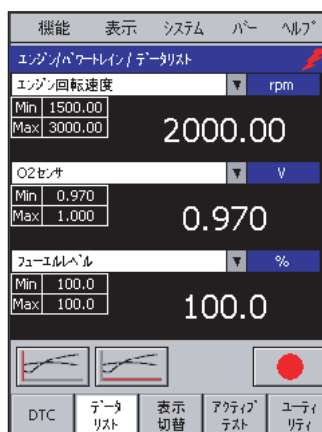 機能 表示 システム バー ヘルプ
エンジン/パワートレイン / データリスト
エンジン回転速度 ▼ rpm
Min 1500.00
Max 3000.00
2000.00
O2センサ ▼ V
Min 0.970
Max 1.000
0.970
フューエルレベル ▼ %
Min 100.0
Max 100.0
100.0
DTC データリスト 表示切替 アクティブテスト ユーティリティ